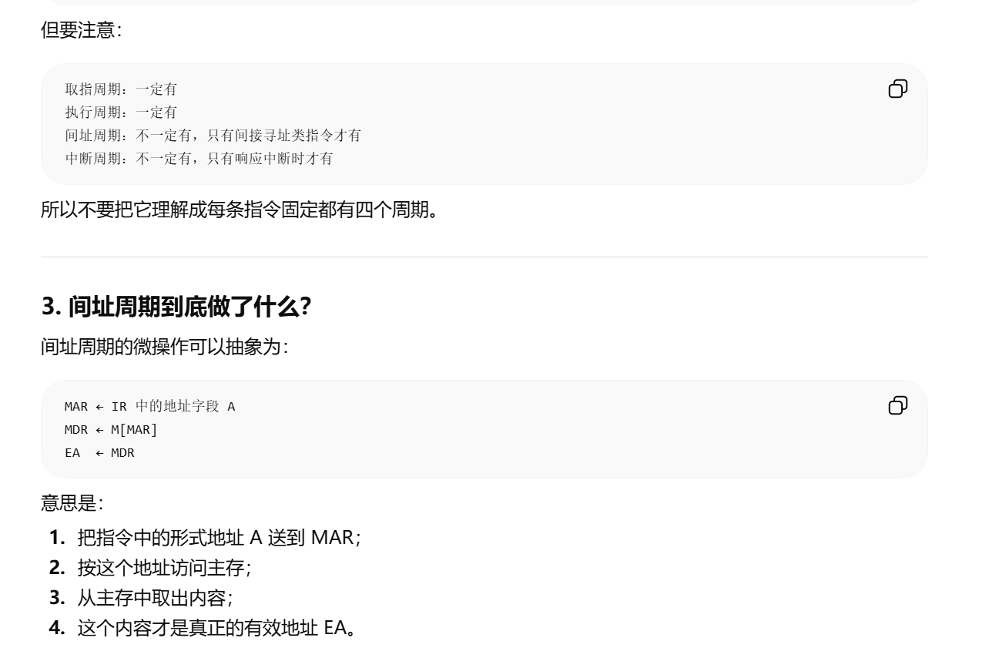 但要注意：
取指周期：一定有
执行周期：一定有
间址周期：不一定有，只有间接寻址类指令才有
中断周期：不一定有，只有响应中断时才有
所以不要把它理解成每条指令固定都有四个周期。
3. 间址周期到底做了什么？
间址周期的微操作可以抽象为：
MAR ← IR 中的地址字段 A
MDR ← M[MAR]
EA  ← MDR
意思是：
1. 把指令中的形式地址 A 送到 MAR；
2. 按这个地址访问主存；
3. 从主存中取出内容；
4. 这个内容才是真正的有效地址 EA。